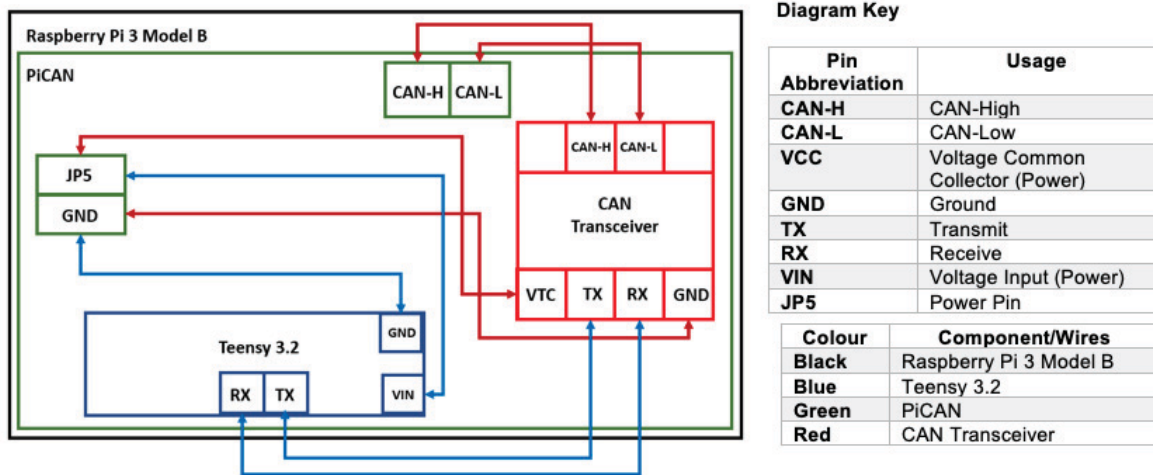 Raspberry Pi 3 Model B
PiCAN
CAN-H CAN-L
CAN-H CAN-L
JP5
GND
CAN
Transceiver
VTC TX RX GND
GND
Teensy 3.2
RX TX
VIN
Diagram Key
Pin
Abbreviation
Usage
CAN-H CAN-High
CAN-L CAN-Low
VCC Voltage Common
Collector (Power)
GND Ground
TX Transmit
RX Receive
VIN Voltage Input (Power)
JP5 Power Pin
Colour Component/Wires
Black Raspberry Pi 3 Model B
Blue Teensy 3.2
Green PiCAN
Red CAN Transceiver